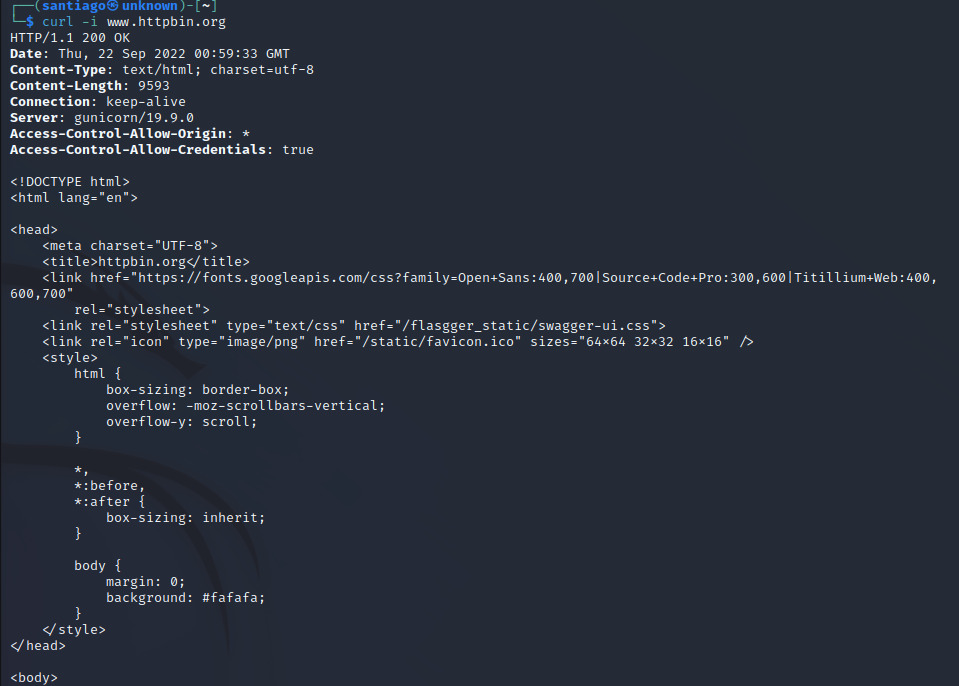 ┌──(santiago㉿unknown)-[~]
└─$ curl -i www.httpbin.org
HTTP/1.1 200 OK
Date: Thu, 22 Sep 2022 00:59:33 GMT
Content-Type: text/html; charset=utf-8
Content-Length: 9593
Connection: keep-alive
Server: gunicorn/19.9.0
Access-Control-Allow-Origin: *
Access-Control-Allow-Credentials: true

<!DOCTYPE html>
<html lang="en">

<head>
    <meta charset="UTF-8">
    <title>httpbin.org</title>
    <link href="https://fonts.googleapis.com/css?family=Open+Sans:400,700|Source+Code+Pro:300,600|Titillium+Web:400,
600,700"
        rel="stylesheet">
    <link rel="stylesheet" type="text/css" href="/flasgger_static/swagger-ui.css">
    <link rel="icon" type="image/png" href="/static/favicon.ico" sizes="64×64 32×32 16×16" />
    <style>
        html {
            box-sizing: border-box;
            overflow: -moz-scrollbars-vertical;
            overflow-y: scroll;
        }

        *,
        *:before,
        *:after {
            box-sizing: inherit;
        }

        body {
            margin: 0;
            background: #fafafa;
        }
    </style>
</head>

<body>